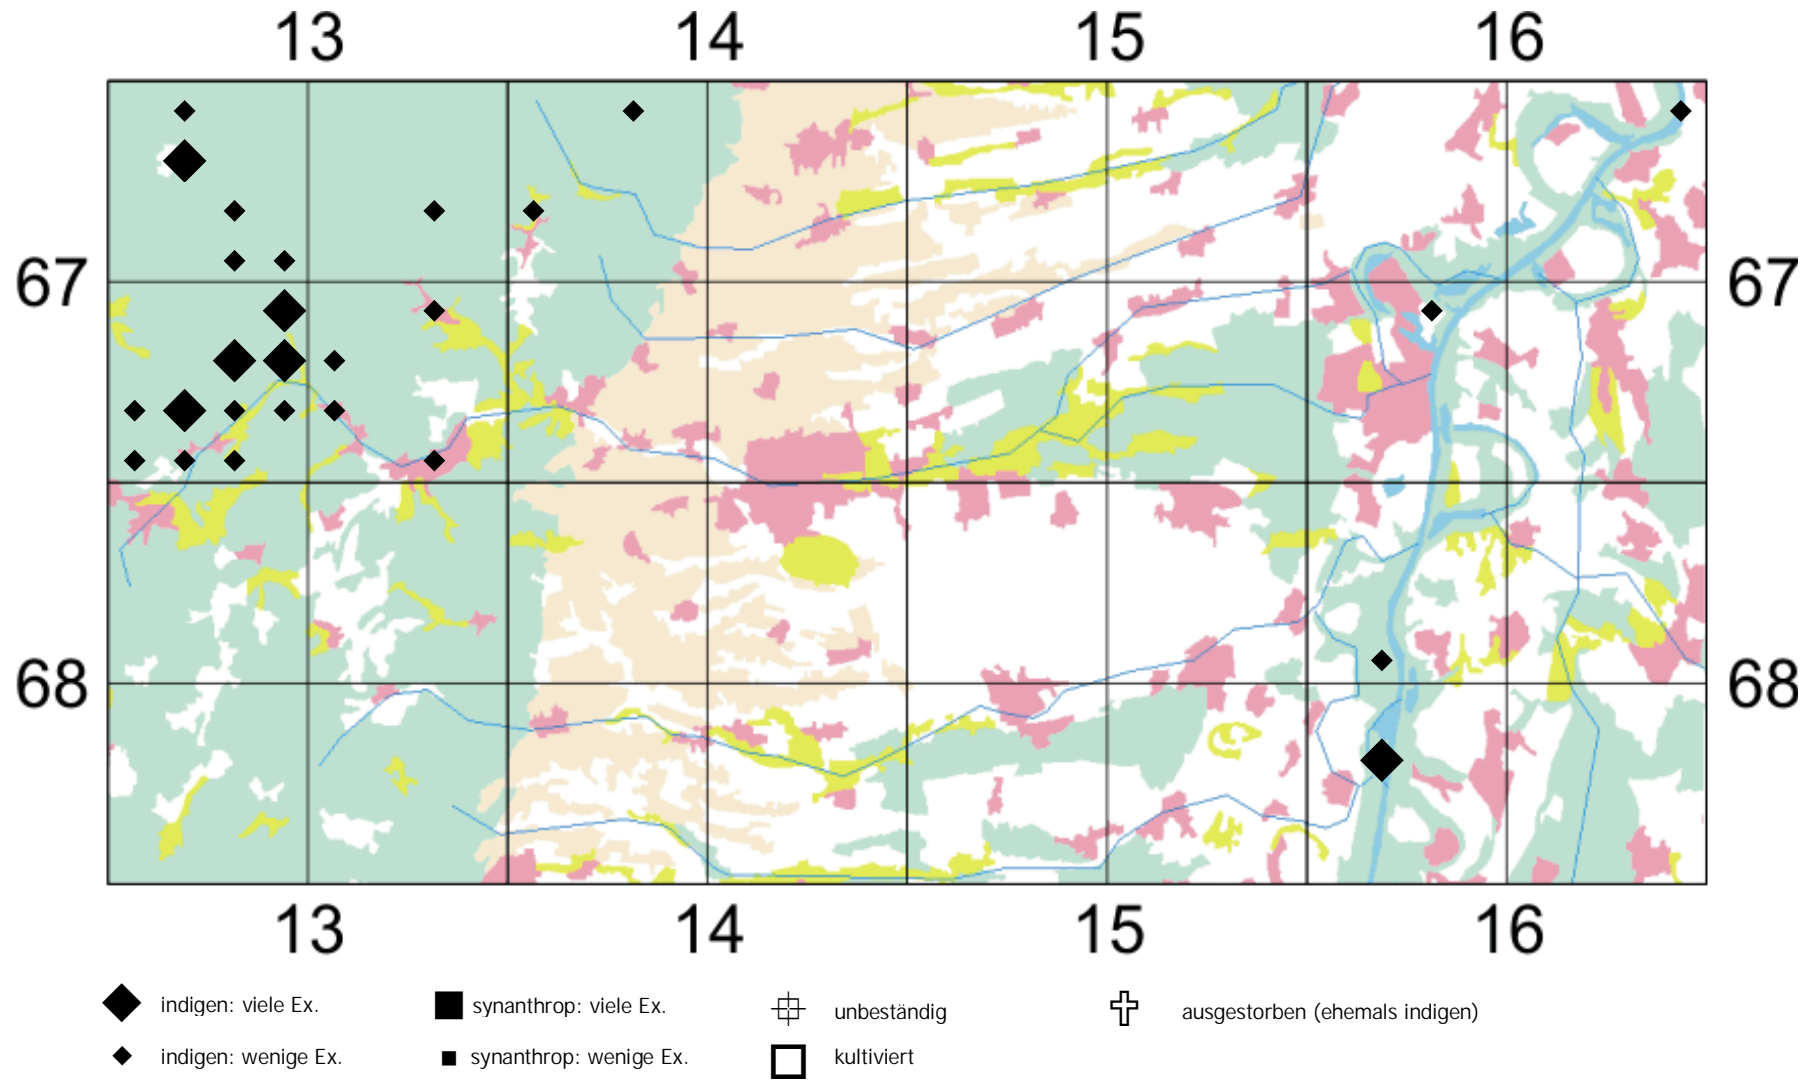 13 14 15 16
67 67
68 68
13 14 15 16
indigen: viele Ex. synanthrop: viele Ex. unbeständig ausgestorben (ehemals indigen)
indigen: wenige Ex. synanthrop: wenige Ex. kultiviert